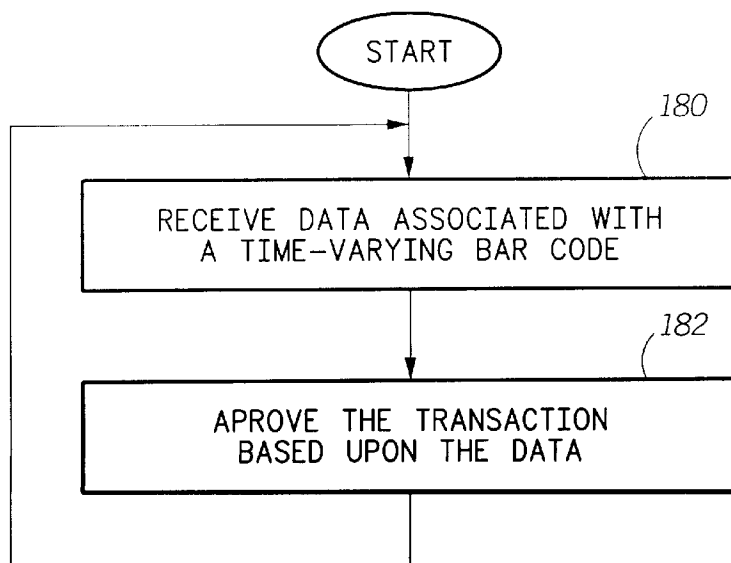 START
180
RECEIVE DATA ASSOCIATED WITH
A TIME-VARYING BAR CODE
182
APROVE THE TRANSACTION
BASED UPON THE DATA